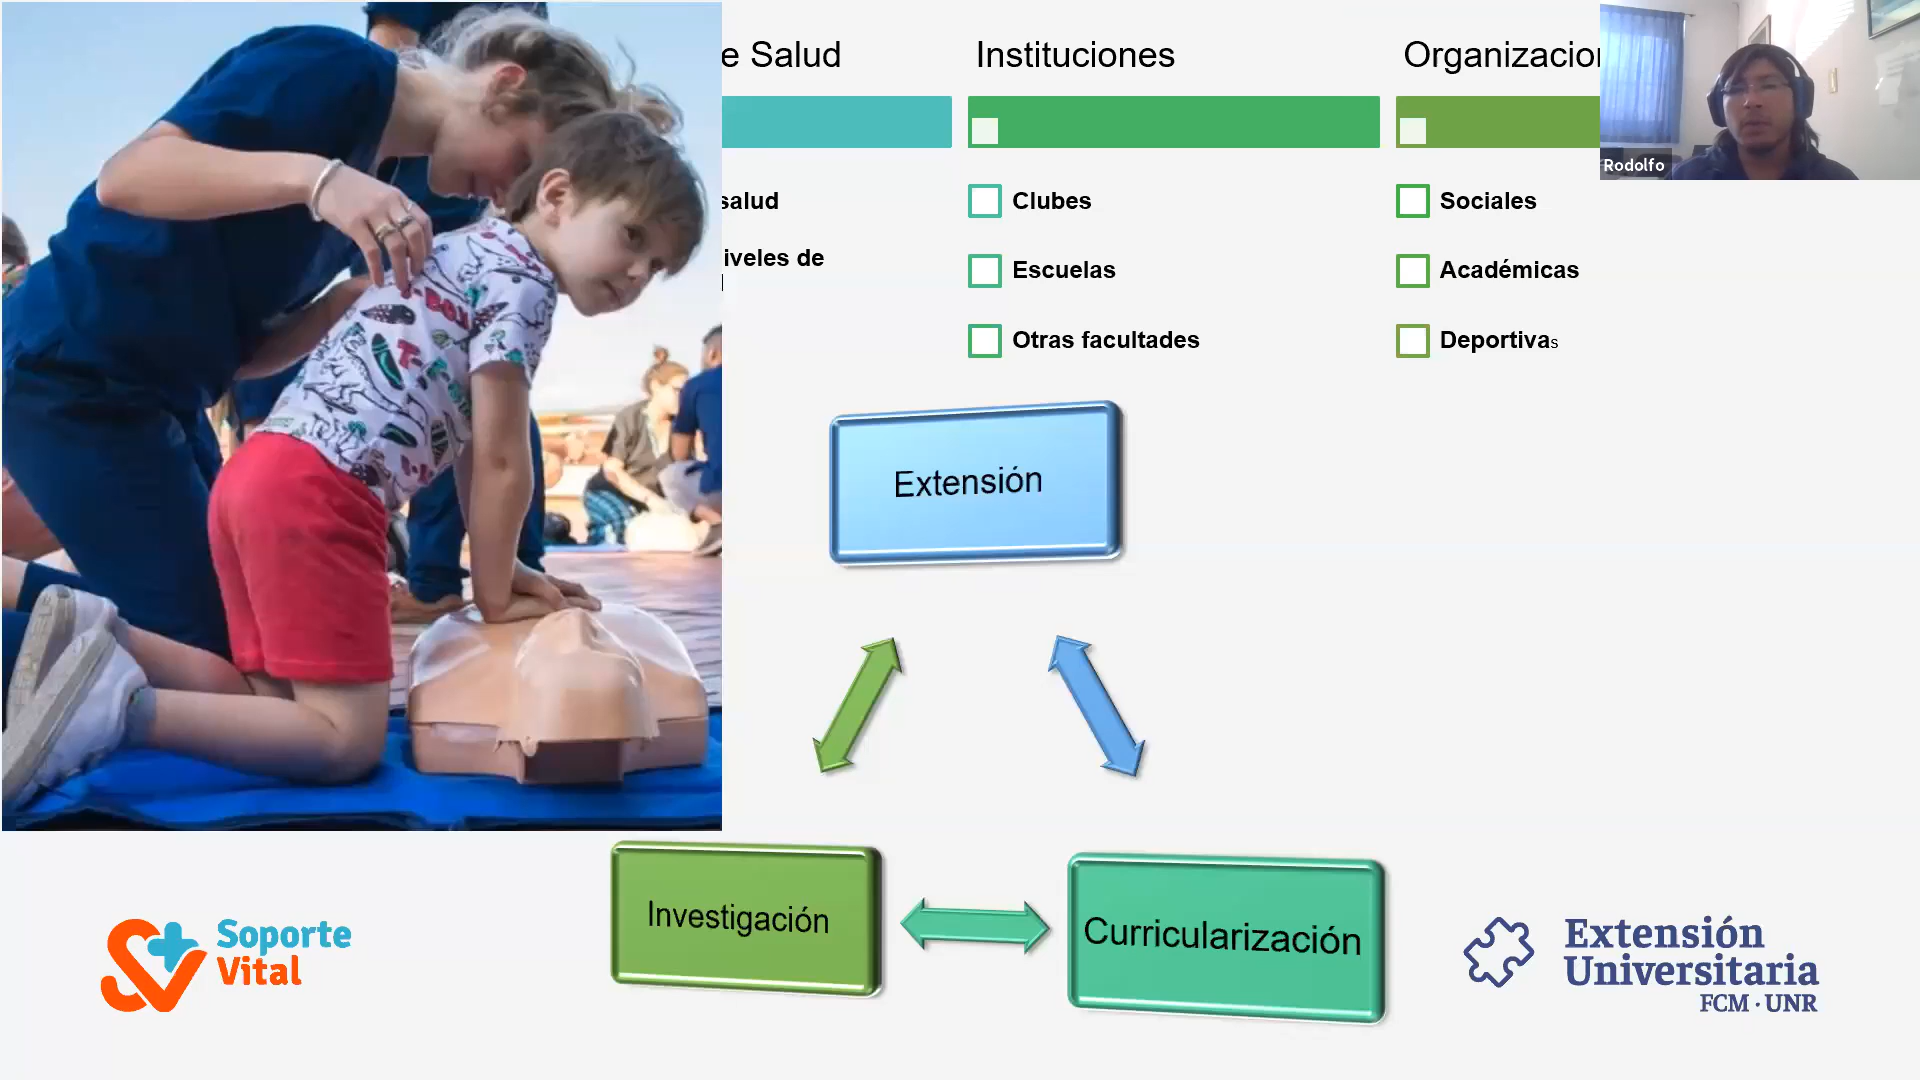 e Salud
Instituciones
Organizacio
Rodolfo
salud
iveles de
Clubes
Escuelas
Otras facultades
Sociales
Académicas
Deportivas
Extensión
Investigación
Curricularización
Soporte
Vital
Extensión
Universitaria
FCM · UNR